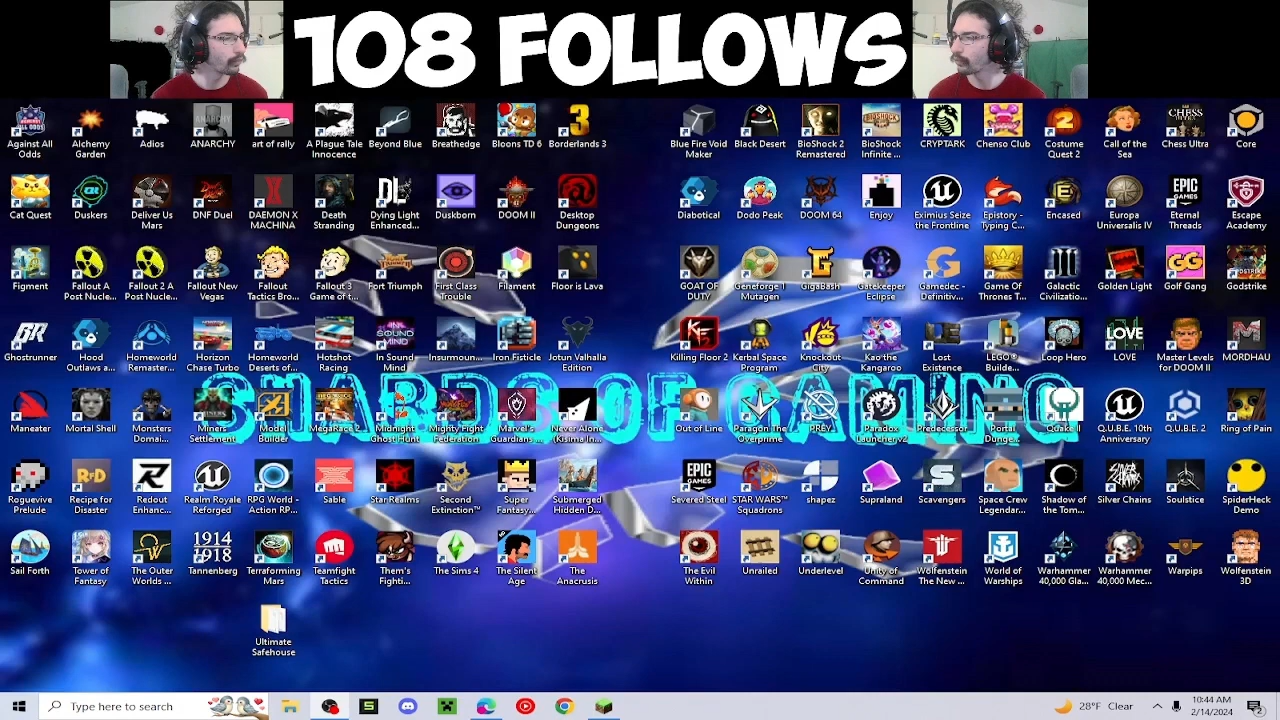 108 FOLLOWS
Against All Odds
Alchemy Garden
Adios
ANARCHY
art of rally
A Plague Tale Innocence
Beyond Blue
Breathedge
Bloons TD 6
Borderlands 3
Blue Fire Void Maker
Black Desert
BioShock 2 Remastered
BioShock Infinite ...
CRYPTARK
Chenso Club
Costume Quest 2
Call of the Sea
Chess Ultra
Core
Cat Quest
Duskers
Deliver Us Mars
DNF Duel
DAEMON X MACHINA
Death Stranding
Dying Light Enhanced...
Duskborn
DOOM II
Desktop Dungeons
Diabotical
Dodo Peak
DOOM 64
Enjoy
Eximius Seize the Frontline
Epistory - Typing C...
Encased
Europa Universalis IV
Eternal Threads
Escape Academy
Figment
Fallout A Post Nucle...
Fallout 2 A Post Nucle...
Fallout New Vegas
Fallout Tactics Bro...
Fallout 3 Game of t...
Fort Triumph
First Class Trouble
Filament
Floor is Lava
GOAT OF DUTY
Geneforge 1 Mutagen
GigaBash
Gatekeeper Eclipse
Gamedec - Definitiv...
Game Of Thrones T...
Galactic Civilizatio...
Golden Light
Golf Gang
Godstrike
Ghostrunner
Hood Outlaws a...
Homeworld Remaster...
Horizon Chase Turbo
Homeworld Deserts of...
Hotshot Racing
In Sound Mind
Insurmoun...
Iron Fisticle
Jotun Valhalla Edition
Killing Floor 2
Kerbal Space Program
Knockout City
Kao the Kangaroo
Lost Existence
LEGO® Builde...
Loop Hero
LOVE
Master Levels for DOOM II
MORDHAU
SHARDS OF GAMING
Maneater
Mortal Shell
Monsters Domai...
Miners Settlement
Model Builder
MegaRace 2
Midnight Ghost Hunt
Mighty Fight Federation
Marvel's Guardians ...
Never Alone (Kisima In...
Out of Line
Paragon The Overprime
PREY
Paradox Launcher v2
Predecessor
Portal Dunge...
Quake II
Q.U.B.E. 10th Anniversary
Q.U.B.E. 2
Ring of Pain
Roguevive Prelude
Recipe for Disaster
Redout Enhanc...
Realm Royale Reforged
RPG World - Action RP...
Sable
Star Realms
Second Extinction™
Super Fantasy...
Submerged Hidden D...
Severed Steel
STAR WARS™ Squadrons
shapez
Supraland
Scavengers
Space Crew Legendar...
Shadow of the Tom...
Silver Chains
Soulstice
SpiderHeck Demo
Sail Forth
Tower of Fantasy
The Outer Worlds ...
Tannenberg
Terraforming Mars
Teamfight Tactics
Them's Fighti...
The Sims 4
The Silent Age
The Anacrusis
The Evil Within
Unrailed
Underlevel
Unity of Command
Wolfenstein The New ...
World of Warships
Warhammer 40,000 Gla...
Warhammer 40,000 Mec...
Warpips
Wolfenstein 3D
Ultimate Safehouse
Type here to search
28°F Clear
10:44 AM
2/14/2024